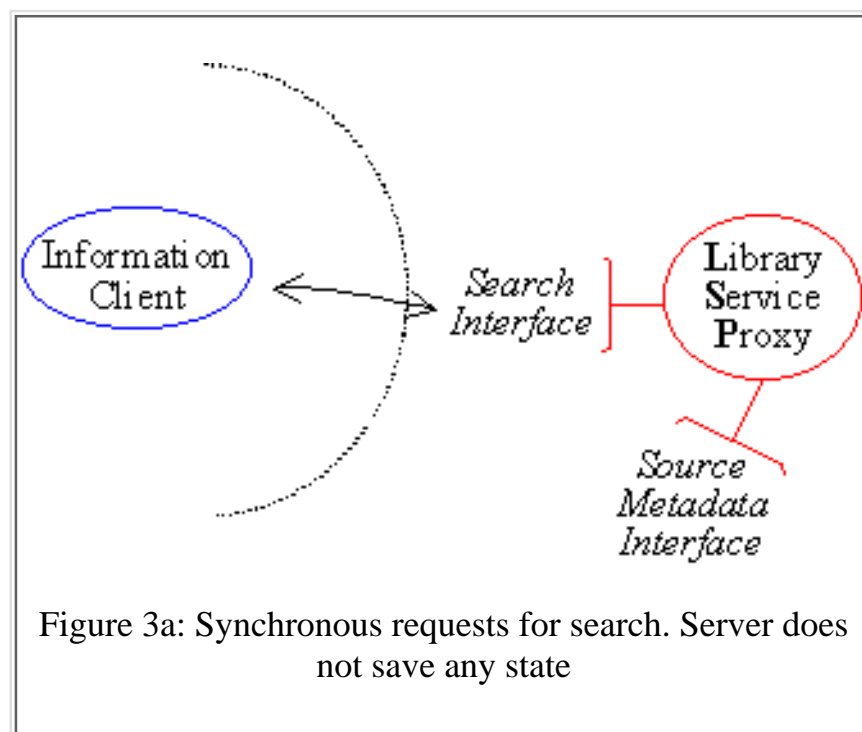 Information
Client
Search
Interface
Library
Service
Proxy
Source
Metadata
Interface
Figure 3a: Synchronous requests for search. Server does
not save any state